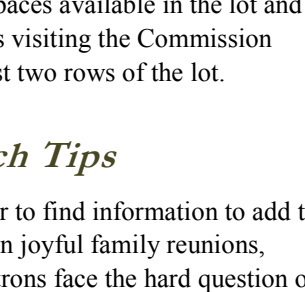 paces available in the lot and
s visiting the Commission
st two rows of the lot.
ch Tips
r to find information to add t
n joyful family reunions,
trons face the hard question o